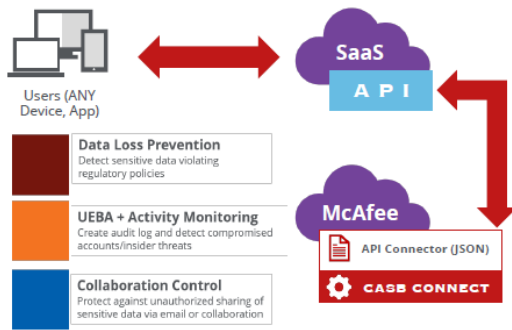 SaaS
API
Users (ANY
Device, App)
Data Loss Prevention
Detect sensitive data violating
regulatory policies
UEBA + Activity Monitoring
Create audit log and detect compromised
accounts/insider threats
Collaboration Control
Protect against unauthorized sharing of
sensitive data via email or collaboration
McAfee
API Connector (JSON)
CASB CONNECT